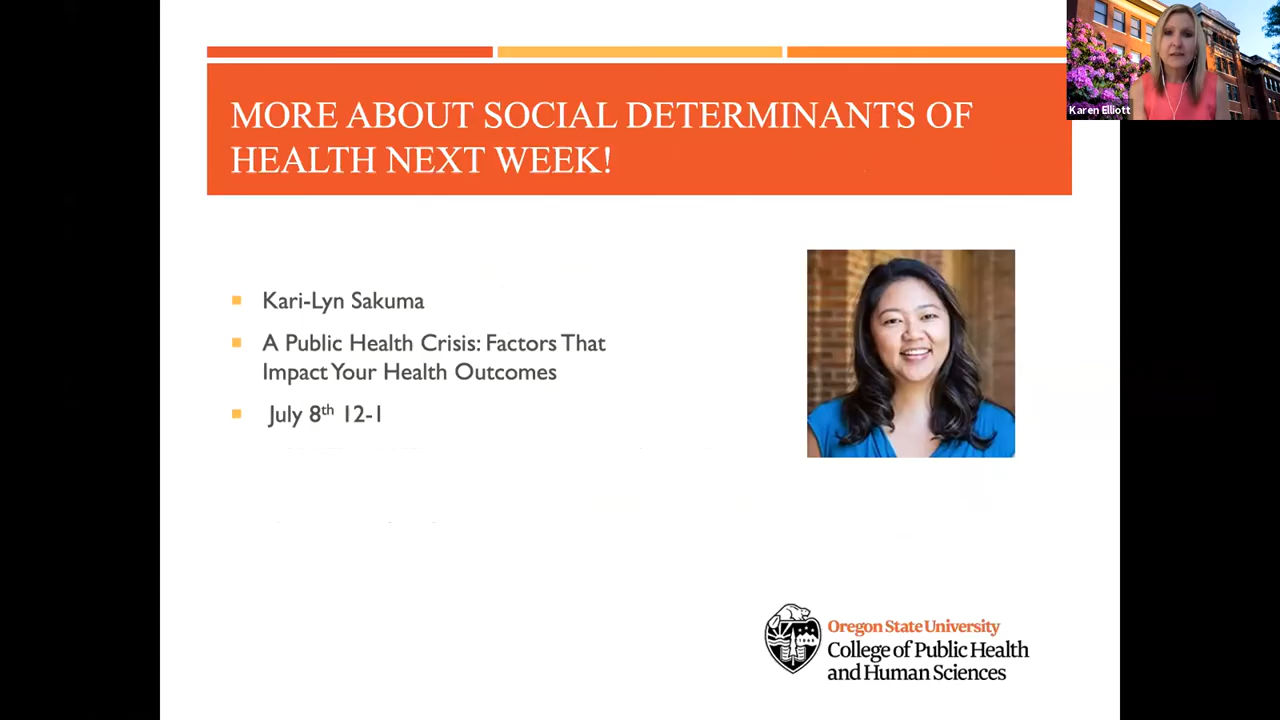 MORE ABOUT SOCIAL DETERMINANTS OF
HEALTH NEXT WEEK!
Karen Elliott
Kari-Lyn Sakuma
A Public Health Crisis: Factors That
Impact Your Health Outcomes
July 8th 12-1
Oregon State University
College of Public Health
and Human Sciences